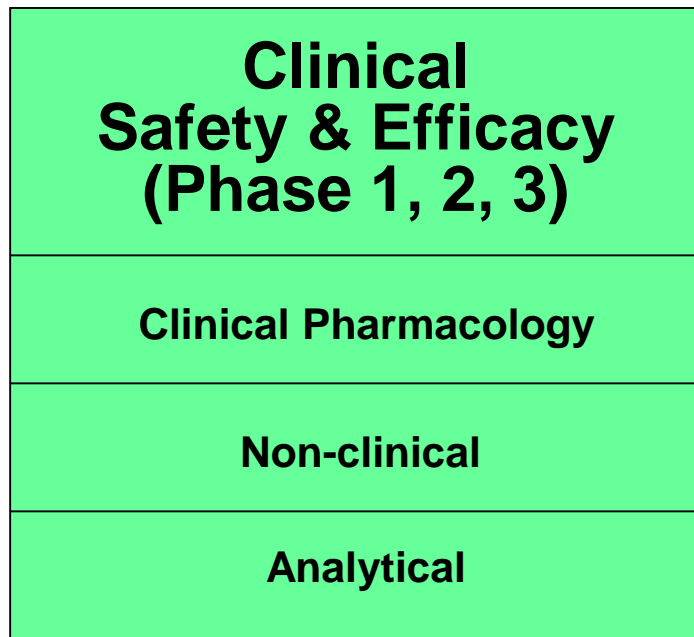 Clinical
Safety & Efficacy
(Phase 1, 2, 3)
Clinical Pharmacology
Non-clinical
Analytical